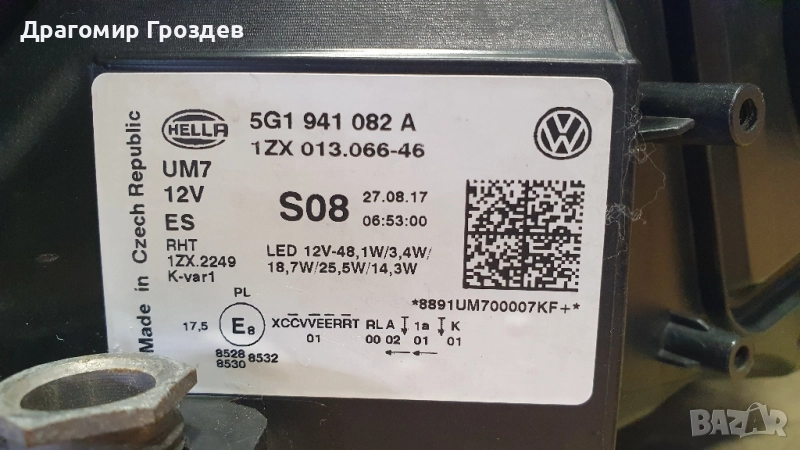 Драгомир Гроздев
Made in Czech Republic
HELLA
5G1 941 082 A
1ZX 013.066-46
UM7
12V
ES
RHT
1ZX.2249
K-var1
S08
27.08.17
06:53:00
LED 12V-48,1W/3,4W/
18,7W/25,5W/14,3W
*8891UM700007KF+*
PL
17,5
E8
XCCVVEERRT RL A 1a K
01 00 02 01 01
8528 8532
8530
BAZAR